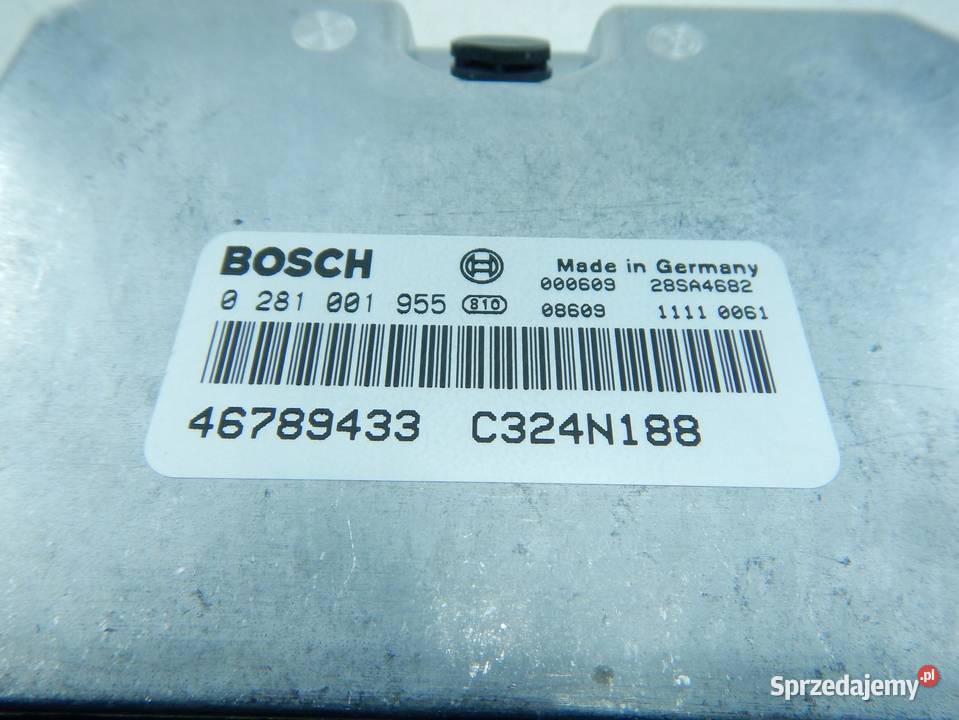 BOSCH
Made in Germany
000609 28SA4682
0 281 001 955 810
08609 1111 0061
46789433 C324N188
Sprzedajemy.pl